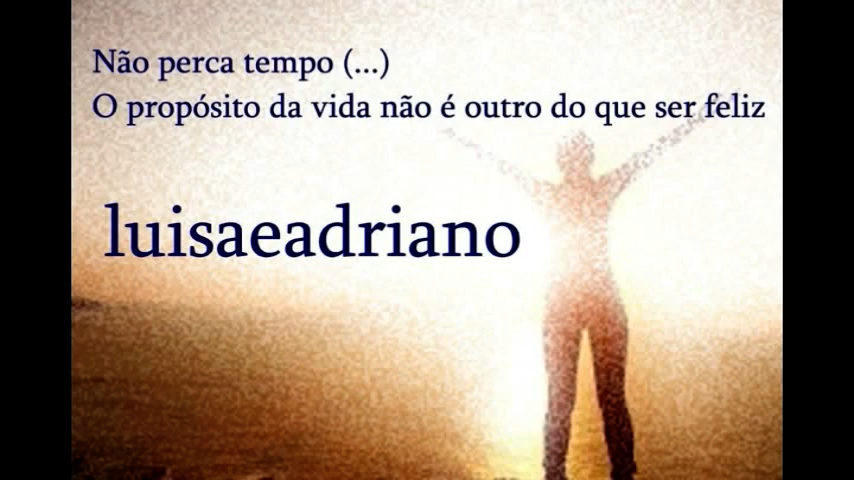 Não perca tempo (...)
O propósito da vida não é outro do que ser feliz
luisaeadriano